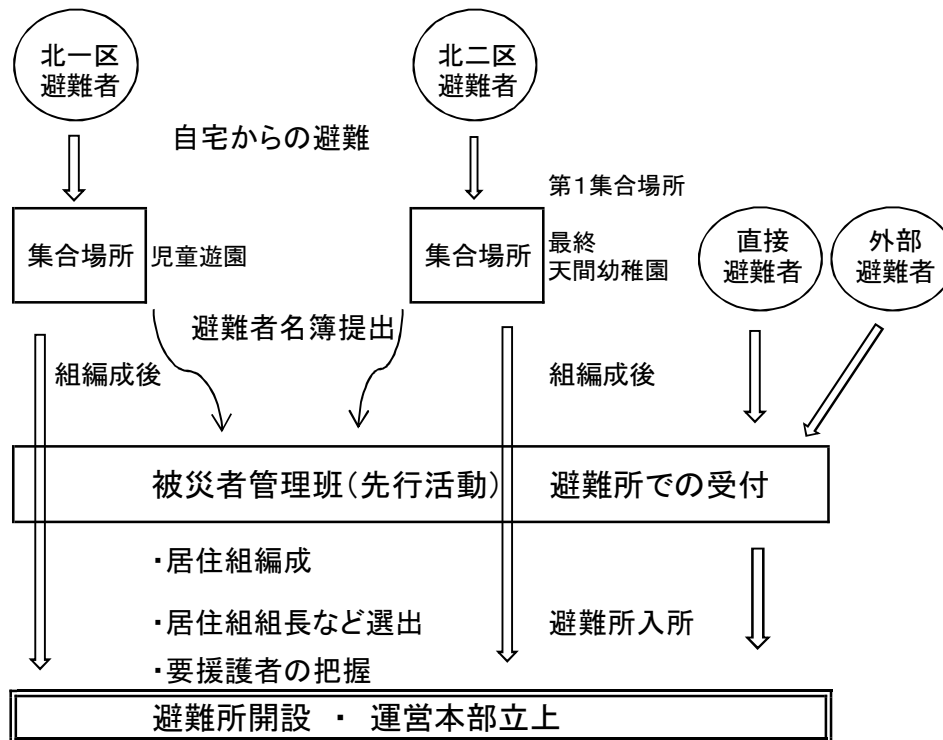 北一区
避難者
北二区
避難者
自宅からの避難
第１集合場所
集合場所
児童遊園
集合場所
最終
天間幼稚園
直接
避難者
外部
避難者
避難者名簿提出
組編成後
組編成後
被災者管理班（先行活動）　避難所での受付
・居住組編成
・居住組組長など選出
避難所入所
・要援護者の把握
避難所開設　・　運営本部立上